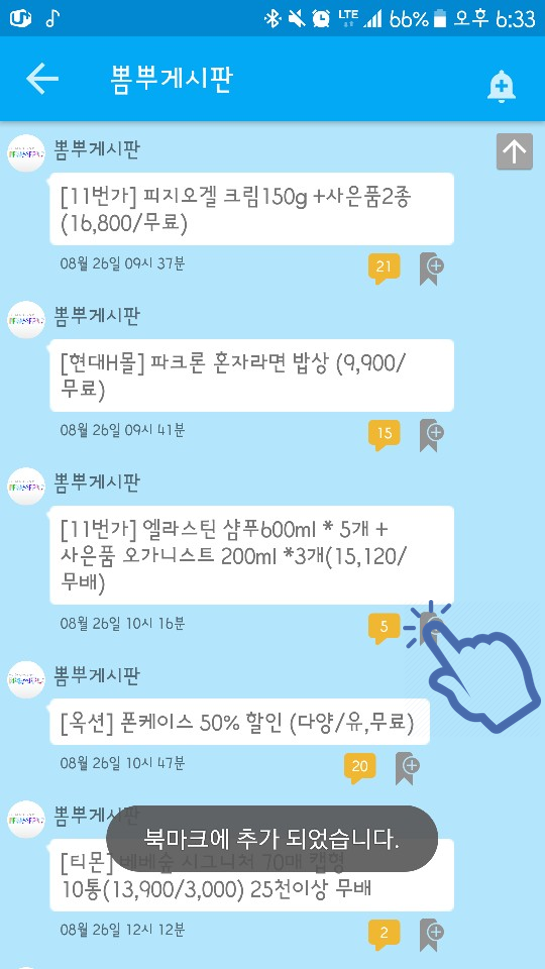 LTE 66% 오후 6:33
뽐뿌게시판
뽐뿌게시판
[11번가] 피지오겔 크림150g +사은품2종
(16,800/무료)
08월 26일 09시 37분
21
뽐뿌게시판
[현대H몰] 파크론 혼자라면 밥상 (9,900/
무료)
08월 26일 09시 41분
15
뽐뿌게시판
[11번가] 엘라스틴 샴푸600ml * 5개 +
사은품 오가니스트 200ml *3개(15,120/
무배)
08월 26일 10시 16분
5
뽐뿌게시판
[옥션] 폰케이스 50% 할인 (다양/유,무료)
08월 26일 10시 47분
20
뽐뿌게시판
북마크에 추가 되었습니다.
[티몬] 베베숲 시그니처 70매 캡형
10통(13,900/3,000) 25천이상 무배
08월 26일 12시 12분
2